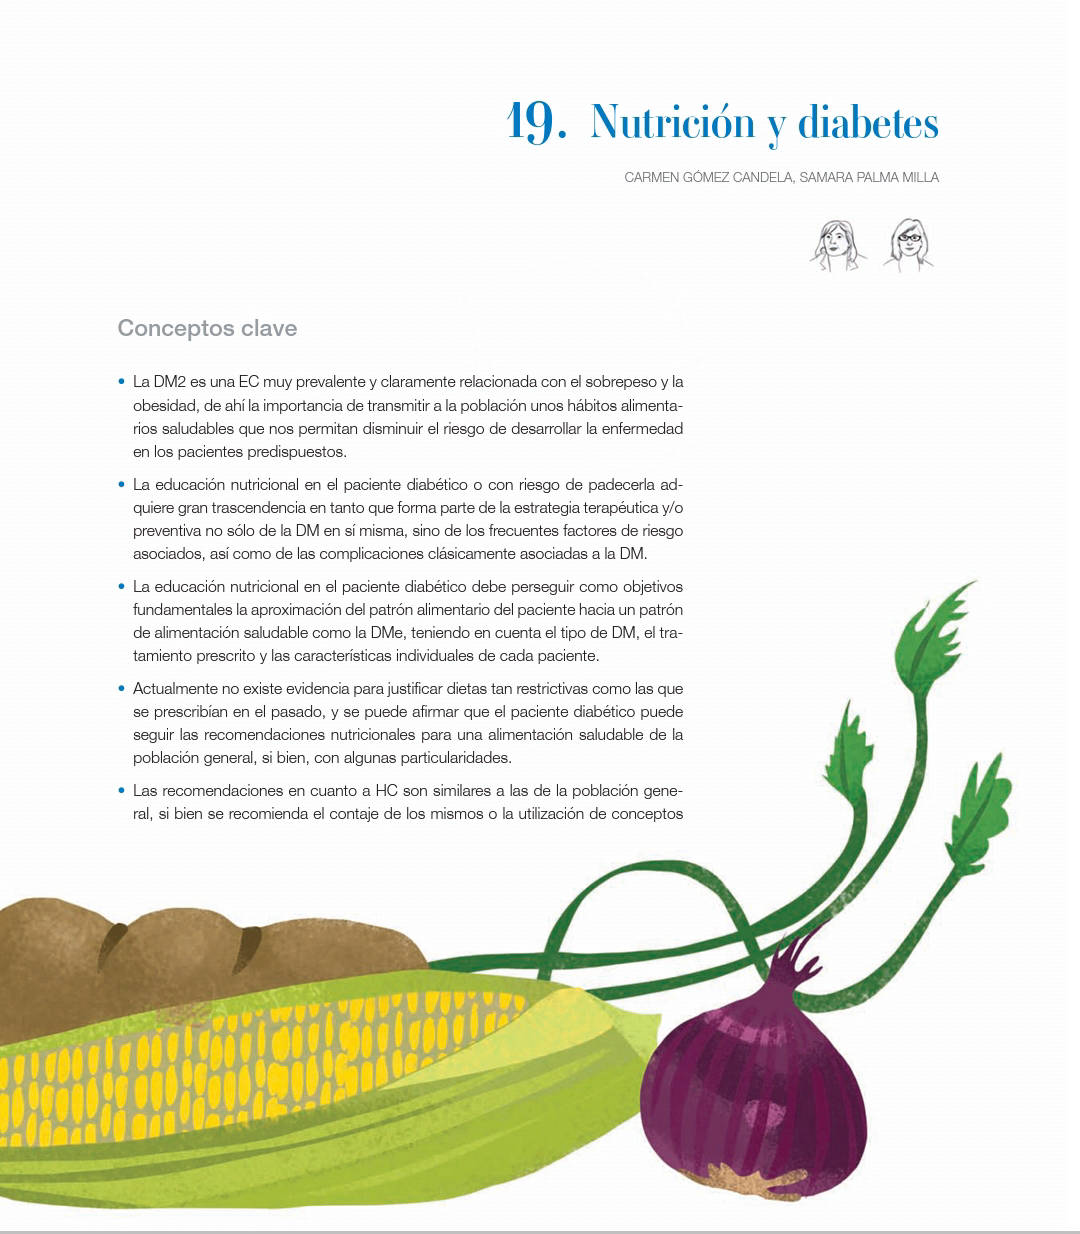 19. Nutrición y diabetes
CARMEN GÓMEZ CANDELA, SAMARA PALMA MILLA
Conceptos clave
• La DM2 es una EC muy prevalente y claramente relacionada con el sobrepeso y la
obesidad, de ahí la importancia de transmitir a la población unos hábitos alimenta-
rios saludables que nos permitan disminuir el riesgo de desarrollar la enfermedad
en los pacientes predispuestos.
• La educación nutricional en el paciente diabético o con riesgo de padecerla ad-
quiere gran trascendencia en tanto que forma parte de la estrategia terapéutica y/o
preventiva no sólo de la DM en sí misma, sino de los frecuentes factores de riesgo
asociados, así como de las complicaciones clásicamente asociadas a la DM.
• La educación nutricional en el paciente diabético debe perseguir como objetivos
fundamentales la aproximación del patrón alimentario del paciente hacia un patrón
de alimentación saludable como la DMe, teniendo en cuenta el tipo de DM, el tra-
tamiento prescrito y las características individuales de cada paciente.
• Actualmente no existe evidencia para justificar dietas tan restrictivas como las que
se prescribían en el pasado, y se puede afirmar que el paciente diabético puede
seguir las recomendaciones nutricionales para una alimentación saludable de la
población general, si bien, con algunas particularidades.
• Las recomendaciones en cuanto a HC son similares a las de la población gene-
ral, si bien se recomienda el contaje de los mismos o la utilización de conceptos